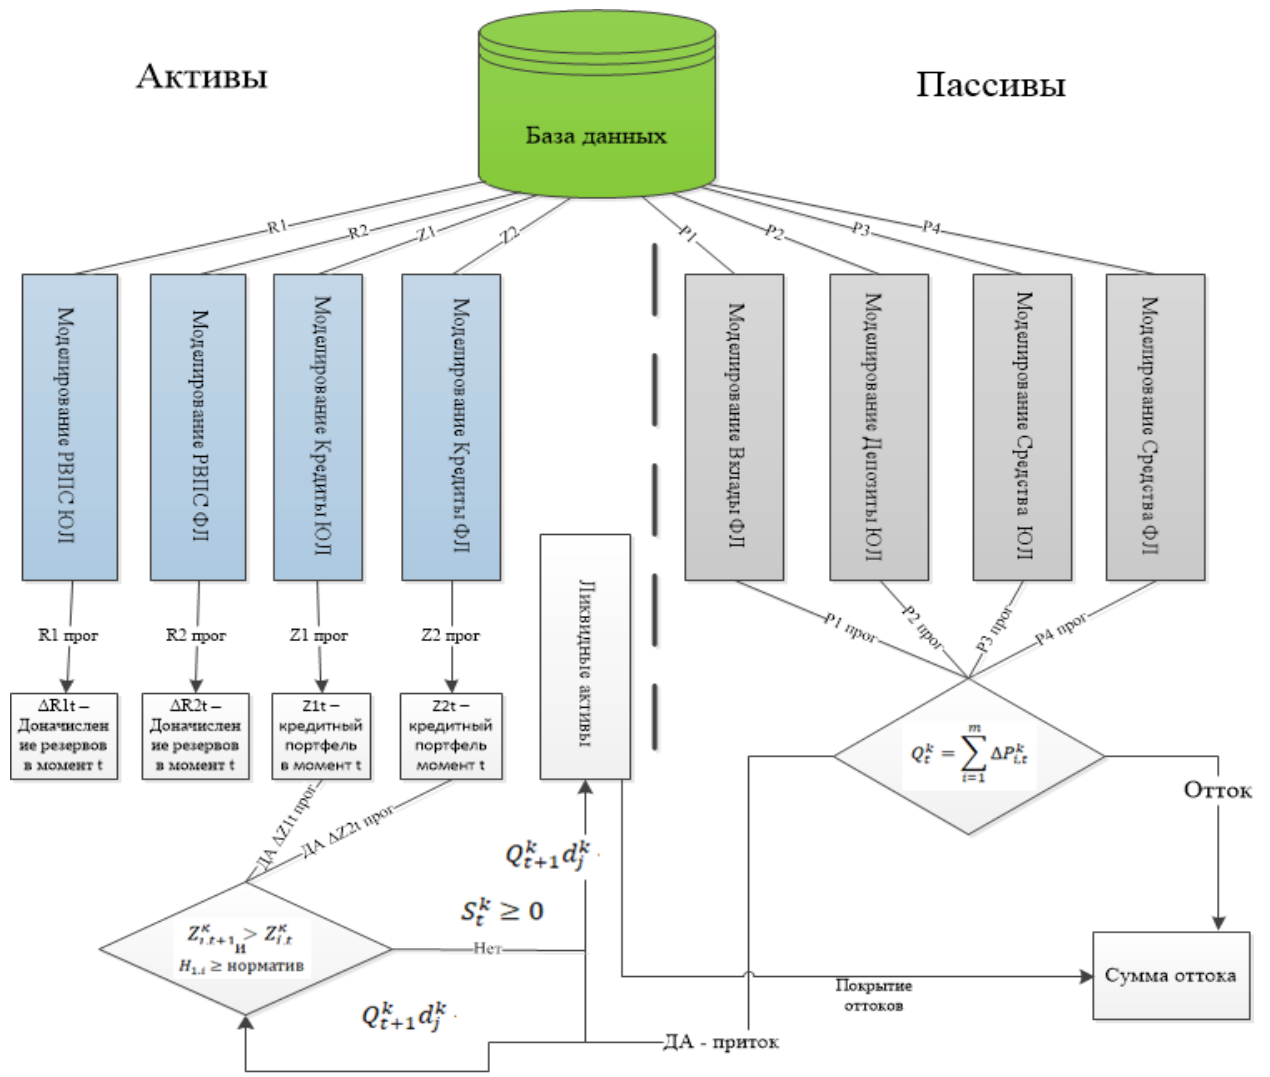 Активы
Пассивы
База данных
R1
R2
Z1
Z2
P1
P2
P3
P4
Моделирование РВПС ЮЛ
Моделирование РВПС ФЛ
Моделирование Кредиты ЮЛ
Моделирование Кредиты ФЛ
Моделирование Вклады ФЛ
Моделирование Депозиты ЮЛ
Моделирование Средства ЮЛ
Моделирование Средства ФЛ
Ликвидные активы
R1 прог
R2 прог
Z1 прог
Z2 прог
P1 прог
P2 прог
P3 прог
P4 прог
ΔR1t –
Доначислен
ие резервов
в момент t
ΔR2t –
Доначислен
ие резервов
в момент t
Z1t –
кредитный
портфель
в момент t
Z2t –
кредитный
портфель
момент t
Q_t^k = ∑_{i=1}^{m} ΔP_{i,t}^k
Отток
ДА ΔZ1t прог
ДА ΔZ2t прог
Q_{t+1}^k d_j^k
S_t^k ≥ 0
Z_{i,t+1}^к > Z_{i,t}^к
и
H_{1.i} ≥ норматив
Нет
Сумма оттока
Покрытие
оттоков
Q_{t+1}^k d_j^k
ДА - приток